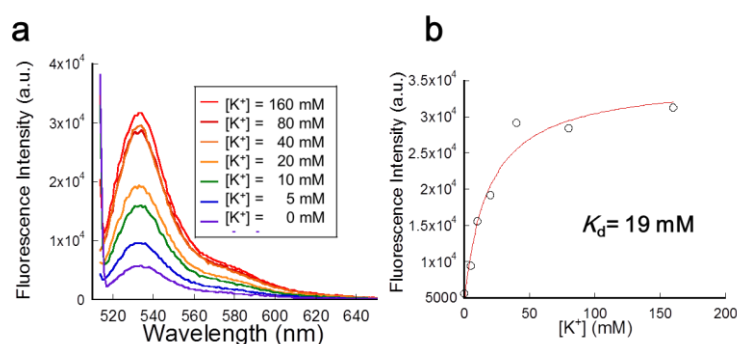 a
Fluorescence Intensity (a.u.)
4x10⁴
3x10⁴
2x10⁴
1x10⁴
0
520 540 560 580 600 620 640
Wavelength (nm)
[K⁺] = 160 mM
[K⁺] = 80 mM
[K⁺] = 40 mM
[K⁺] = 20 mM
[K⁺] = 10 mM
[K⁺] = 5 mM
[K⁺] = 0 mM
b
Fluorescence Intensity (a.u.)
3.5x10⁴
3x10⁴
2.5x10⁴
2x10⁴
1.5x10⁴
1x10⁴
5000
0 50 100 150 200
[K⁺] (mM)
Kd= 19 mM